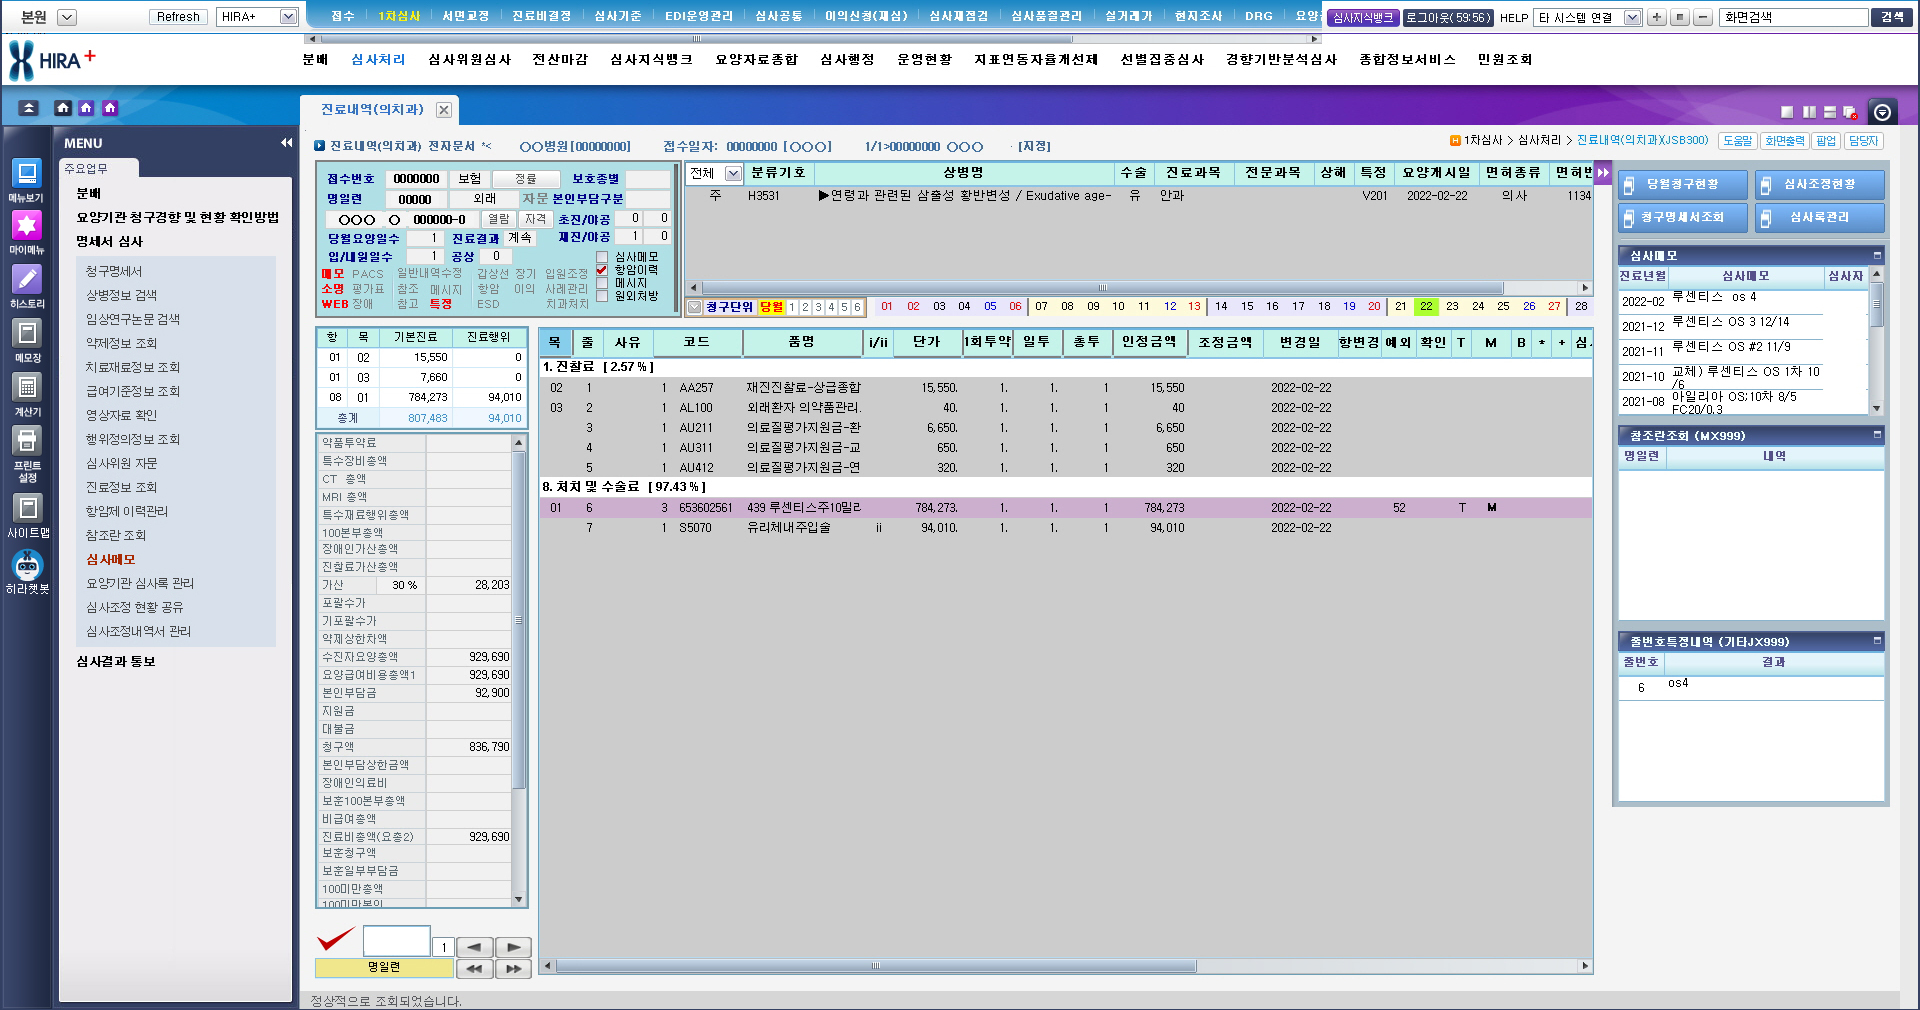 본원 Refresh HIRA+
접수 1차심사 서면교정 진료비결정 심사기준 EDI운영관리 심사공통 이의신청(재심) 심사재점검 심사품질관리 실거래가 현지조사 DRG 요양 심사지식뱅크 로그아웃(59:56) HELP 타 시스템 연결 화면검색 검색
HIRA+
분배 심사처리 심사위원심사 전산마감 심사지식뱅크 요양자료종합 심사행정 운영현황 지표연동자율개선제 선별집중심사 경향기반분석심사 종합정보서비스 민원조회
진료내역(의치과)
메뉴보기
마이메뉴
히스토리
메모장
계산기
프린트
설정
사이트맵
히라챗봇
MENU
주요업무
분배
요양기관 청구경향 및 현황 확인방법
명세서 심사
청구명세서
상병정보 검색
임상연구논문 검색
약제정보 조회
치료재료정보 조회
급여기준정보 조회
영상자료 확인
행위정의정보 조회
심사위원 자문
진료정보 조회
항암제 이력관리
참조란 조회
심사메모
요양기관 심사록 관리
심사조정 현황 공유
심사조정내역서 관리
심사결과 통보
진료내역(의치과) 전자문서 *< ○○병원[00000000] 접수일자: 00000000 [○○○] 1/1>00000000 ○○○ · [지정]
H 1차심사 > 심사처리 > 진료내역(의치과)(JSB300) 도움말 화면출력 팝업 담당자
접수번호 0000000 보험 정률 보호종별
명일련 00000 외래 자문 본인부담구분
○○○ ○ 000000-0 열람 자격 초진/야공 0 0
당월요양일수 1 진료결과 계속 재진/야공 1 0
입/내원일수 1 공상 0 심사메모
메모 PACS 일반내역수정 갑상선 장기 입원조정 항암이력
소명 평가표 참조 메시지 항암 이의 사례관리 메시지
WEB 장애 참고 특정 ESD 치과처치 원외처방
전체 분류기호 상병명 수술 진료과목 전문과목 상해 특정 요양개시일 면허종류 면허번
주 H3531 ▶연령과 관련된 삼출성 황반변성 / Exudative age- 유 안과 V201 2022-02-22 의사 1134
청구단위 당월 1 2 3 4 5 6 01 02 03 04 05 06 07 08 09 10 11 12 13 14 15 16 17 18 19 20 21 22 23 24 25 26 27 28
항 목 기본진료 진료행위
01 02 15,550 0
01 03 7,660 0
08 01 784,273 94,010
총계 807,483 94,010
약품투약료
특수장비총액
CT 총액
MRI 총액
특수재료행위총액
100본부총액
장애인가산총액
진찰료가산총액
가산 30 % 28,203
포괄수가
기포괄수가
약제상한차액
수진자요양총액 929,690
요양급여비용총액1 929,690
본인부담금 92,900
지원금
대불금
청구액 836,790
본인부담상한금액
장애인의료비
보훈100본부총액
비급여총액
진료비총액(요총2) 929,690
보훈청구액
보훈일부부담금
100미만총액
100미만본인
1
명일련
목 줄 사유 코드 품명 i/ii 단가 1회투약 일투 총투 인정금액 조정금액 변경일 항변경 예외 확인 T M B * + 심사
1. 진찰료 [ 2.57 % ]
02 1 1 AA257 재진진찰료-상급종합 15,550. 1. 1. 1 15,550 2022-02-22
03 2 1 AL100 외래환자 의약품관리. 40. 1. 1. 1 40 2022-02-22
3 1 AU211 의료질평가지원금-환 6,650. 1. 1. 1 6,650 2022-02-22
4 1 AU311 의료질평가지원금-교 650. 1. 1. 1 650 2022-02-22
5 1 AU412 의료질평가지원금-연 320. 1. 1. 1 320 2022-02-22
8. 처치 및 수술료 [ 97.43 % ]
01 6 3 653602561 439 루센티스주10밀리 784,273. 1. 1. 1 784,273 2022-02-22 52 T M
7 1 S5070 유리체내주입술 ii 94,010. 1. 1. 1 94,010 2022-02-22
당월청구현황 심사조정현황
청구명세서조회 심사록관리
심사메모
진료년월 심사메모 심사자
2022-02 루센티스 os 4
2021-12 루센티스 OS 3 12/14
2021-11 루센티스 OS #2 11/9
2021-10 교체) 루센티스 OS 1차 10
/6
2021-08 아일리아 OS;10차 8/5
FC20/0.3
참조란조회 (MX999)
명일련 내역
줄번호특정내역 (기타JX999)
줄번호 결과
6 os4
정상적으로 조회되었습니다.